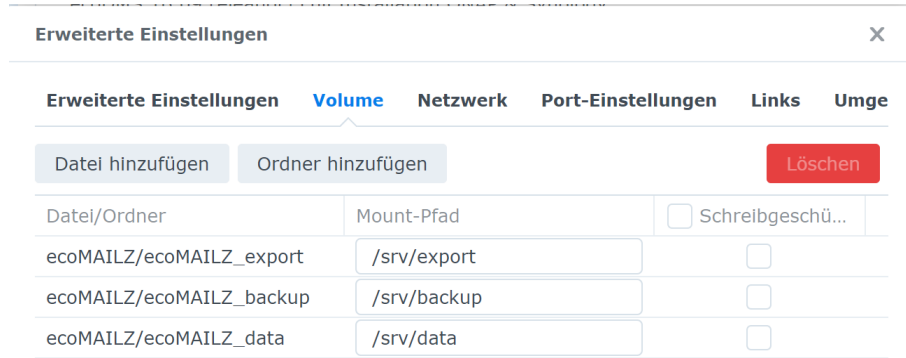 Erweiterte Einstellungen
Erweiterte Einstellungen Volume Netzwerk Port-Einstellungen Links Umge
Datei hinzufügen Ordner hinzufügen Löschen
Datei/Ordner Mount-Pfad Schreibgeschü...
ecoMAILZ/ecoMAILZ_export /srv/export
ecoMAILZ/ecoMAILZ_backup /srv/backup
ecoMAILZ/ecoMAILZ_data /srv/data